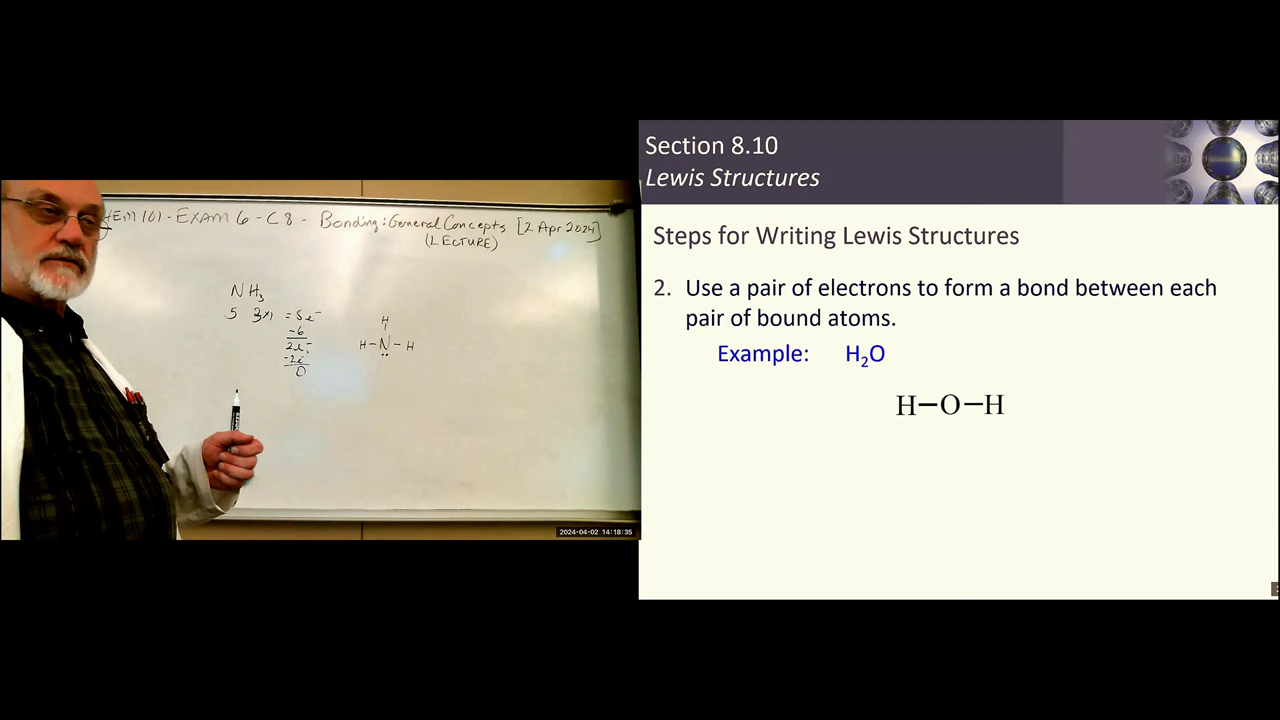 HEM 101 - EXAM 6 - C 8 - Bonding: General Concepts [2 Apr 2024]
(LECTURE)
NH3
5 3x1 = 8e-
-6
2e-
-2e-
0
H
H-N-H
2024-04-02 14:18:35
Section 8.10
Lewis Structures
Steps for Writing Lewis Structures
2. Use a pair of electrons to form a bond between each
pair of bound atoms.
Example: H2O
H-O-H